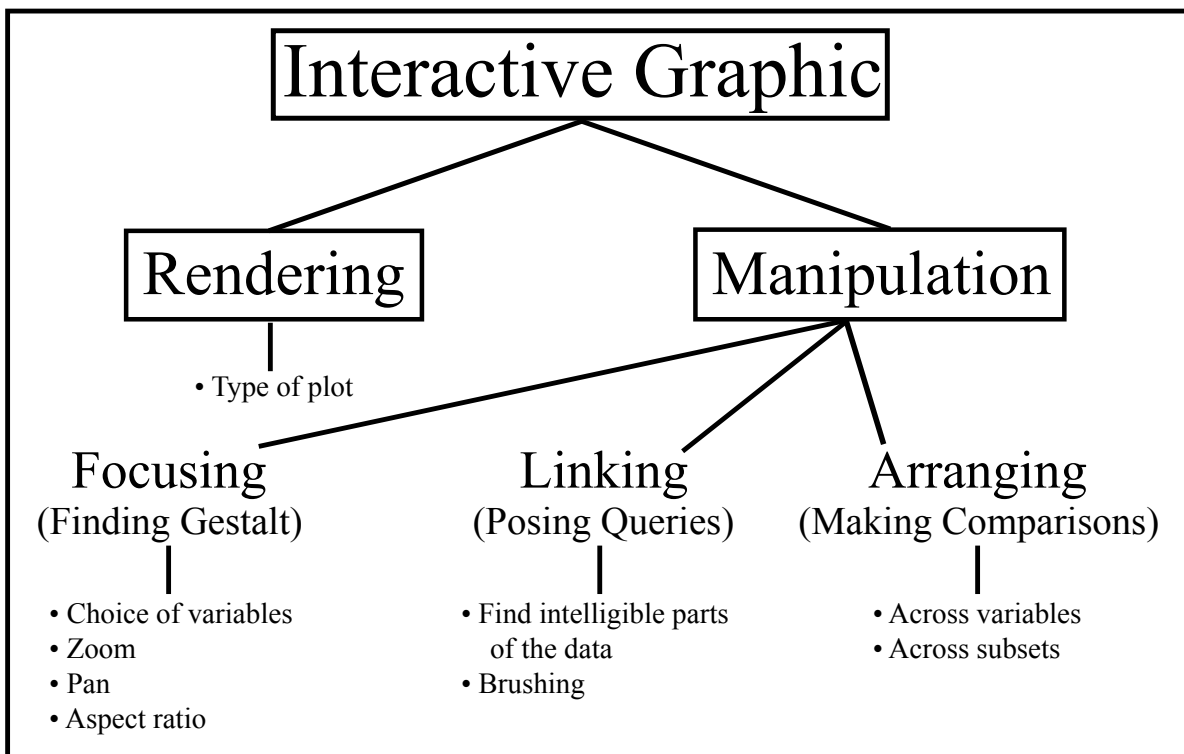 Interactive Graphic
Rendering
Manipulation
• Type of plot
Focusing
(Finding Gestalt)
• Choice of variables
• Zoom
• Pan
• Aspect ratio
Linking
(Posing Queries)
• Find intelligible parts
of the data
• Brushing
Arranging
(Making Comparisons)
• Across variables
• Across subsets